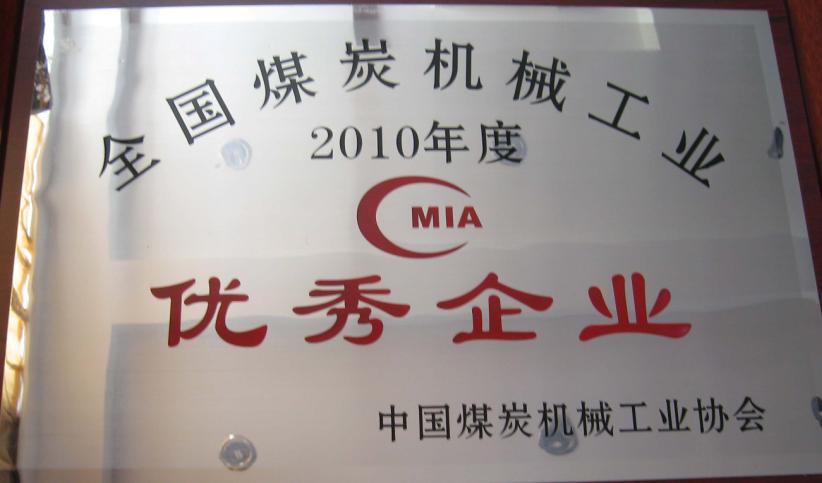 全国煤炭机械工业
2010年度
CMIA
优秀企业
中国煤炭机械工业协会